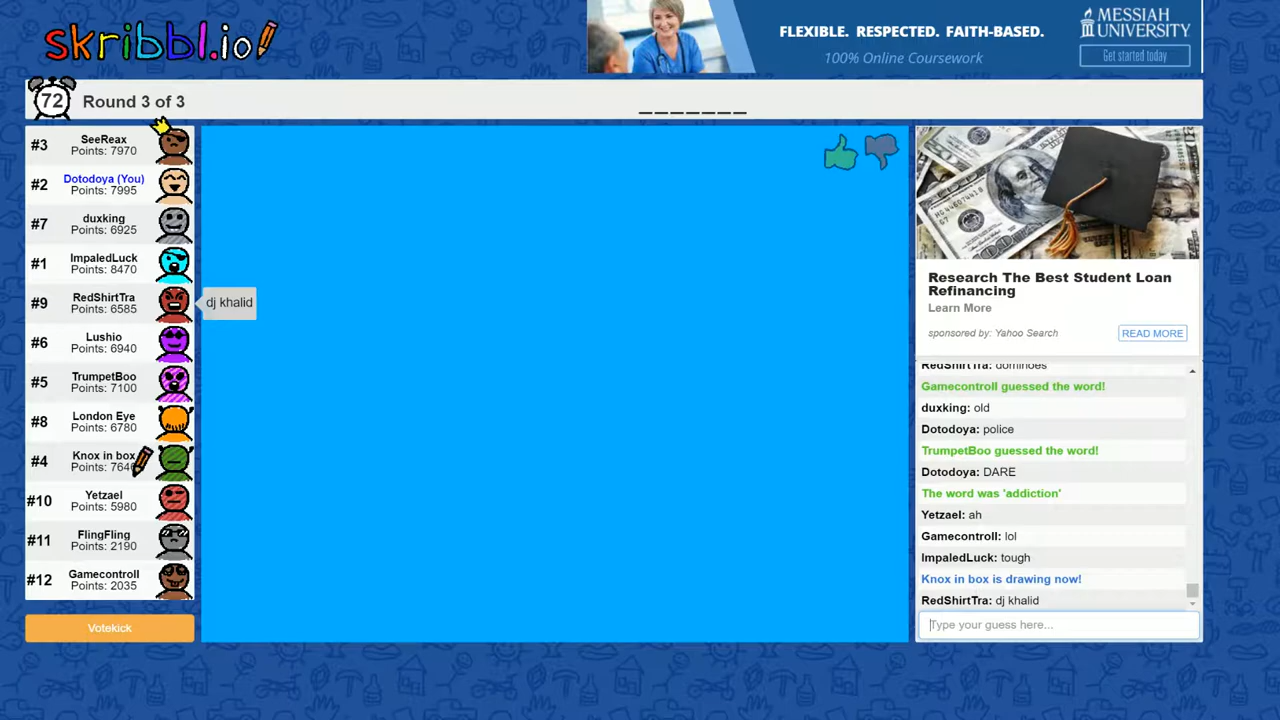 skribbl.io!
FLEXIBLE. RESPECTED. FAITH-BASED.
100% Online Coursework
MESSIAH
UNIVERSITY
Get started today
72
Round 3 of 3
_______
#3
SeeReax
Points: 7970
#2
Dotodoya (You)
Points: 7995
#7
duxking
Points: 6925
#1
ImpaledLuck
Points: 8470
#9
RedShirtTra
Points: 6585
dj khalid
#6
Lushio
Points: 6940
#5
TrumpetBoo
Points: 7100
#8
London Eye
Points: 6780
#4
Knox in box
Points: 764
#10
Yetzael
Points: 5980
#11
FlingFling
Points: 2190
#12
Gamecontroll
Points: 2035
Votekick
Research The Best Student Loan
Refinancing
Learn More
sponsored by: Yahoo Search
READ MORE
RedShirtTra: dominoes
Gamecontroll guessed the word!
duxking: old
Dotodoya: police
TrumpetBoo guessed the word!
Dotodoya: DARE
The word was 'addiction'
Yetzael: ah
Gamecontroll: lol
ImpaledLuck: tough
Knox in box is drawing now!
RedShirtTra: dj khalid
Type your guess here...